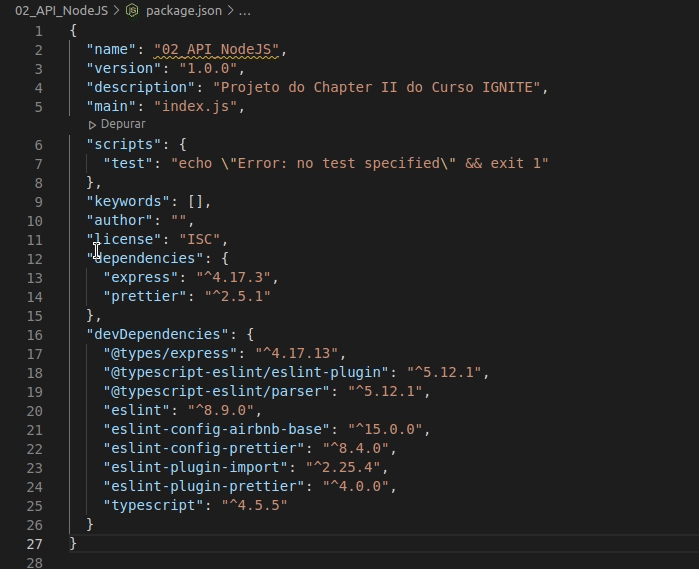 02_API_NodeJS > package.json > ...
1 {
2 "name": "02_API_NodeJS",
3 "version": "1.0.0",
4 "description": "Projeto do Chapter II do Curso IGNITE",
5 "main": "index.js",
Depurar
6 "scripts": {
7 "test": "echo \"Error: no test specified\" && exit 1"
8 },
9 "keywords": [],
10 "author": "",
11 "license": "ISC",
12 "dependencies": {
13 "express": "^4.17.3",
14 "prettier": "^2.5.1"
15 },
16 "devDependencies": {
17 "@types/express": "^4.17.13",
18 "@typescript-eslint/eslint-plugin": "^5.12.1",
19 "@typescript-eslint/parser": "^5.12.1",
20 "eslint": "^8.9.0",
21 "eslint-config-airbnb-base": "^15.0.0",
22 "eslint-config-prettier": "^8.4.0",
23 "eslint-plugin-import": "^2.25.4",
24 "eslint-plugin-prettier": "^4.0.0",
25 "typescript": "^4.5.5"
26 }
27 }
28